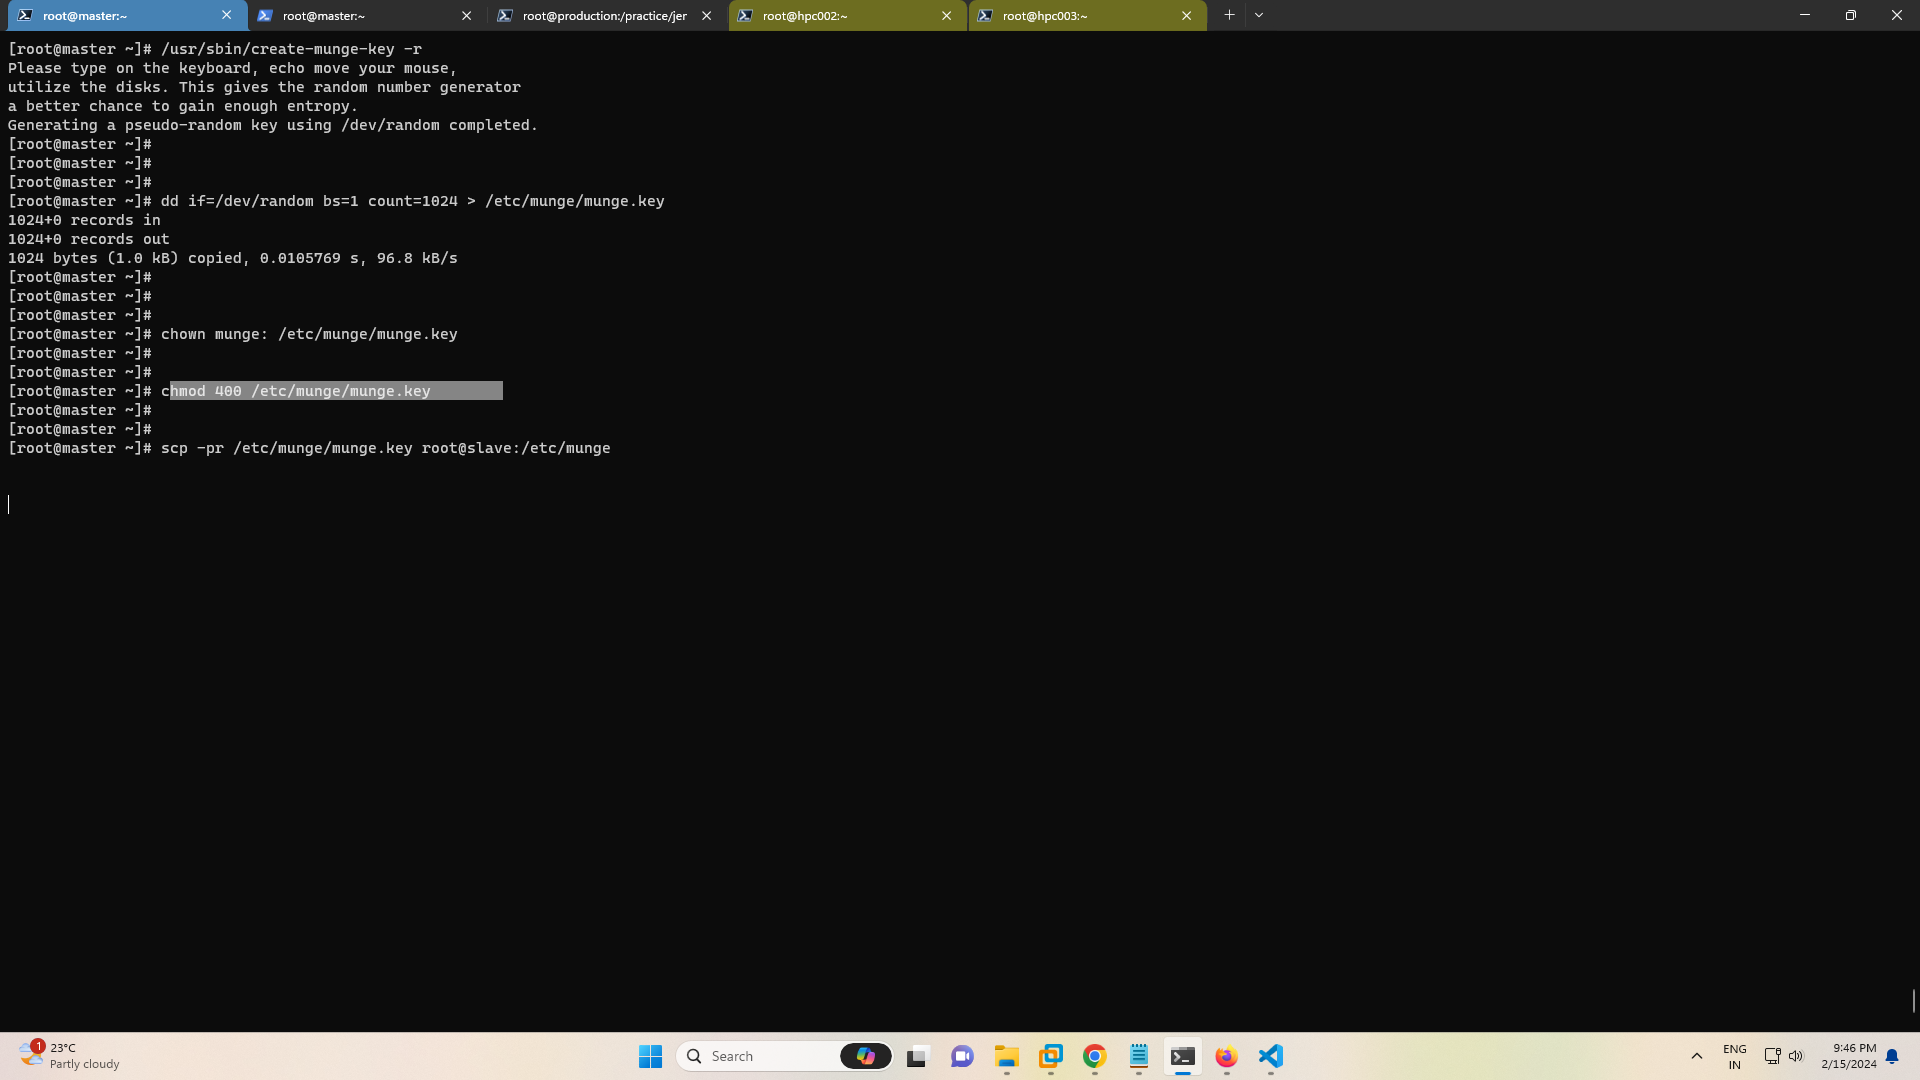 root@master:~
root@master:~
root@production:/practice/jer
root@hpc002:~
root@hpc003:~
[root@master ~]# /usr/sbin/create-munge-key -r
Please type on the keyboard, echo move your mouse,
utilize the disks. This gives the random number generator
a better chance to gain enough entropy.
Generating a pseudo-random key using /dev/random completed.
[root@master ~]#
[root@master ~]#
[root@master ~]#
[root@master ~]# dd if=/dev/random bs=1 count=1024 > /etc/munge/munge.key
1024+0 records in
1024+0 records out
1024 bytes (1.0 kB) copied, 0.0105769 s, 96.8 kB/s
[root@master ~]#
[root@master ~]#
[root@master ~]#
[root@master ~]# chown munge: /etc/munge/munge.key
[root@master ~]#
[root@master ~]#
[root@master ~]# chmod 400 /etc/munge/munge.key
[root@master ~]#
[root@master ~]#
[root@master ~]# scp -pr /etc/munge/munge.key root@slave:/etc/munge
1
23°C
Partly cloudy
Search
ENG
IN
9:46 PM
2/15/2024